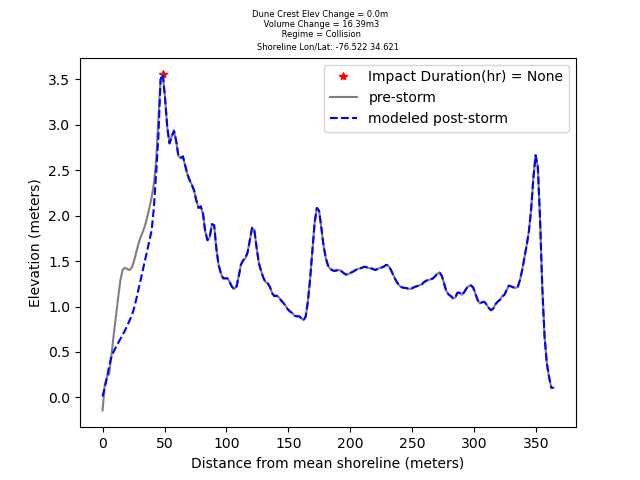 Dune Crest Elev Change = 0.0m
Volume Change = 16.39m3
Regime = Collision
Shoreline Lon/Lat: -76.522 34.621
Impact Duration(hr) = None
pre-storm
modeled post-storm
Elevation (meters)
3.5
3.0
2.5
2.0
1.5
1.0
0.5
0.0
0 50 100 150 200 250 300 350
Distance from mean shoreline (meters)